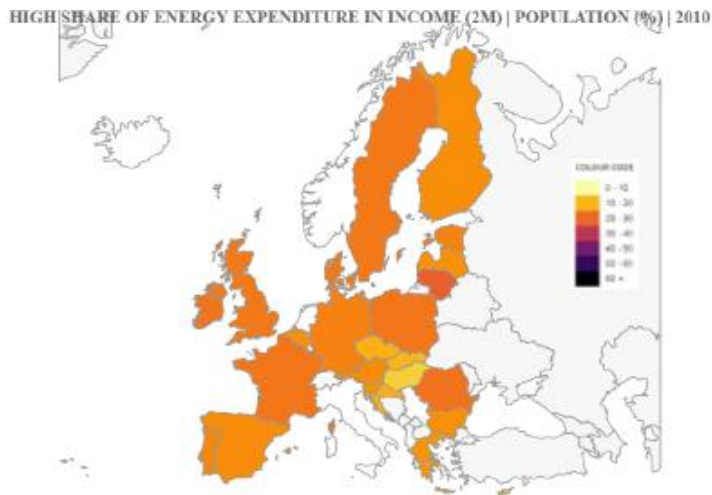 HIGH SHARE OF ENERGY EXPENDITURE IN INCOME (2M) | POPULATION (%) | 2010
COLOUR CODE
0 - 10
10 - 20
20 - 30
30 - 40
40 - 50
50 - 60
60 +